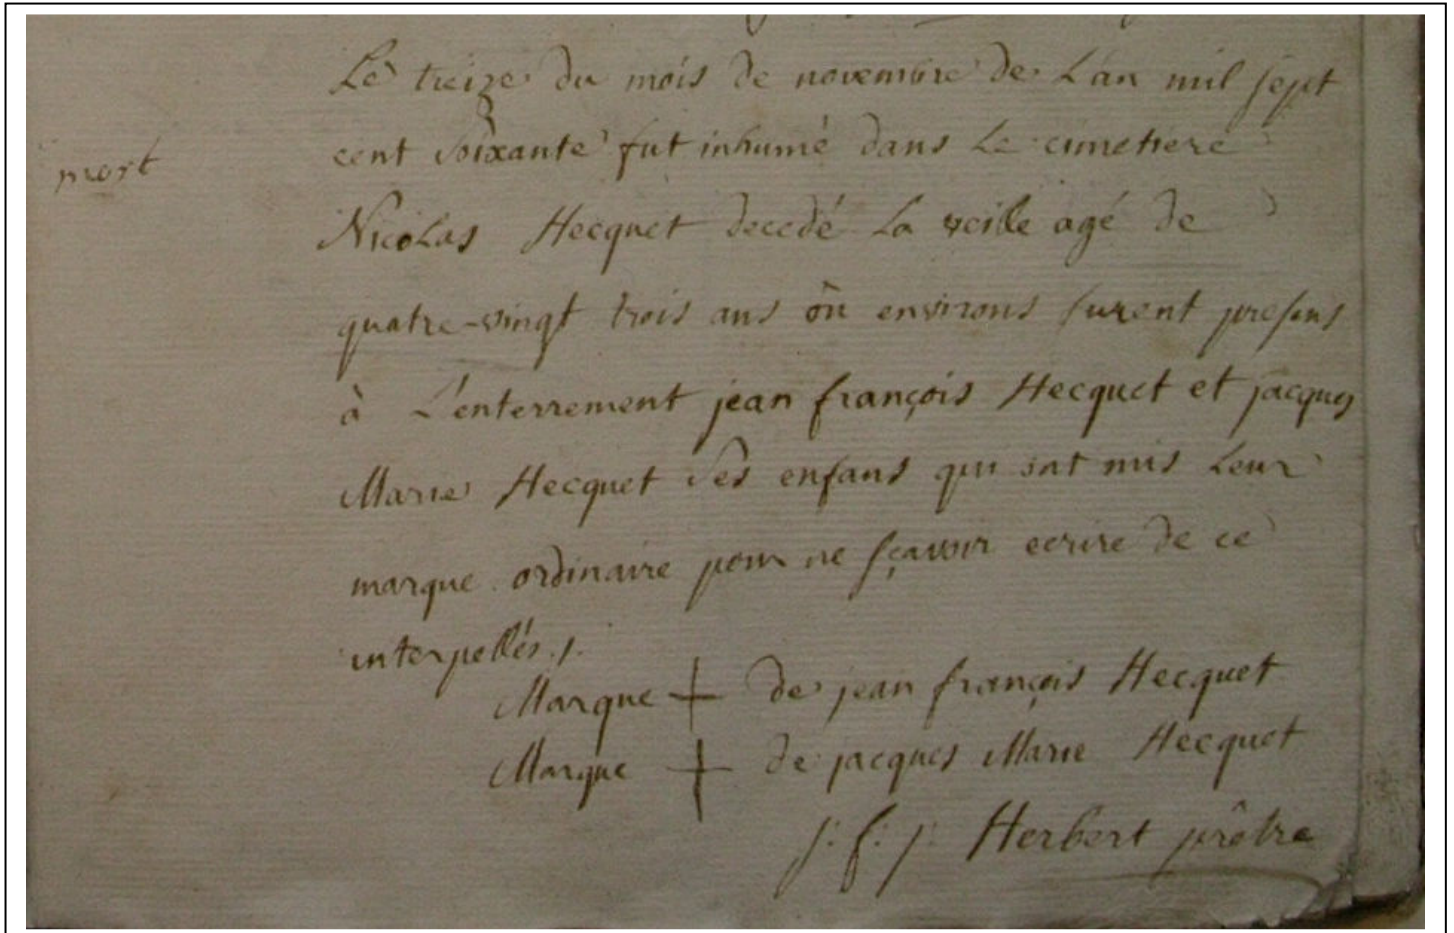 Le treize du mois de novembre de L'an mil sept
cent soixante fut inhumé dans Le cimetiere
mort
Nicolas Hecquet decedé La veille agé de
quatre-vingt trois ans ôu environs furent presens
à L'enterrement jean françois Hecquet et jacques
Marie Hecquet ses enfans qui ont mis Leur
marque ordinaire pour ne sçavoir ecrire de ce
interpellés ./.
Marque + de jean françois Hecquet
Marque + de jacques Marie Hecquet
j: f: j: Herbert prêtre